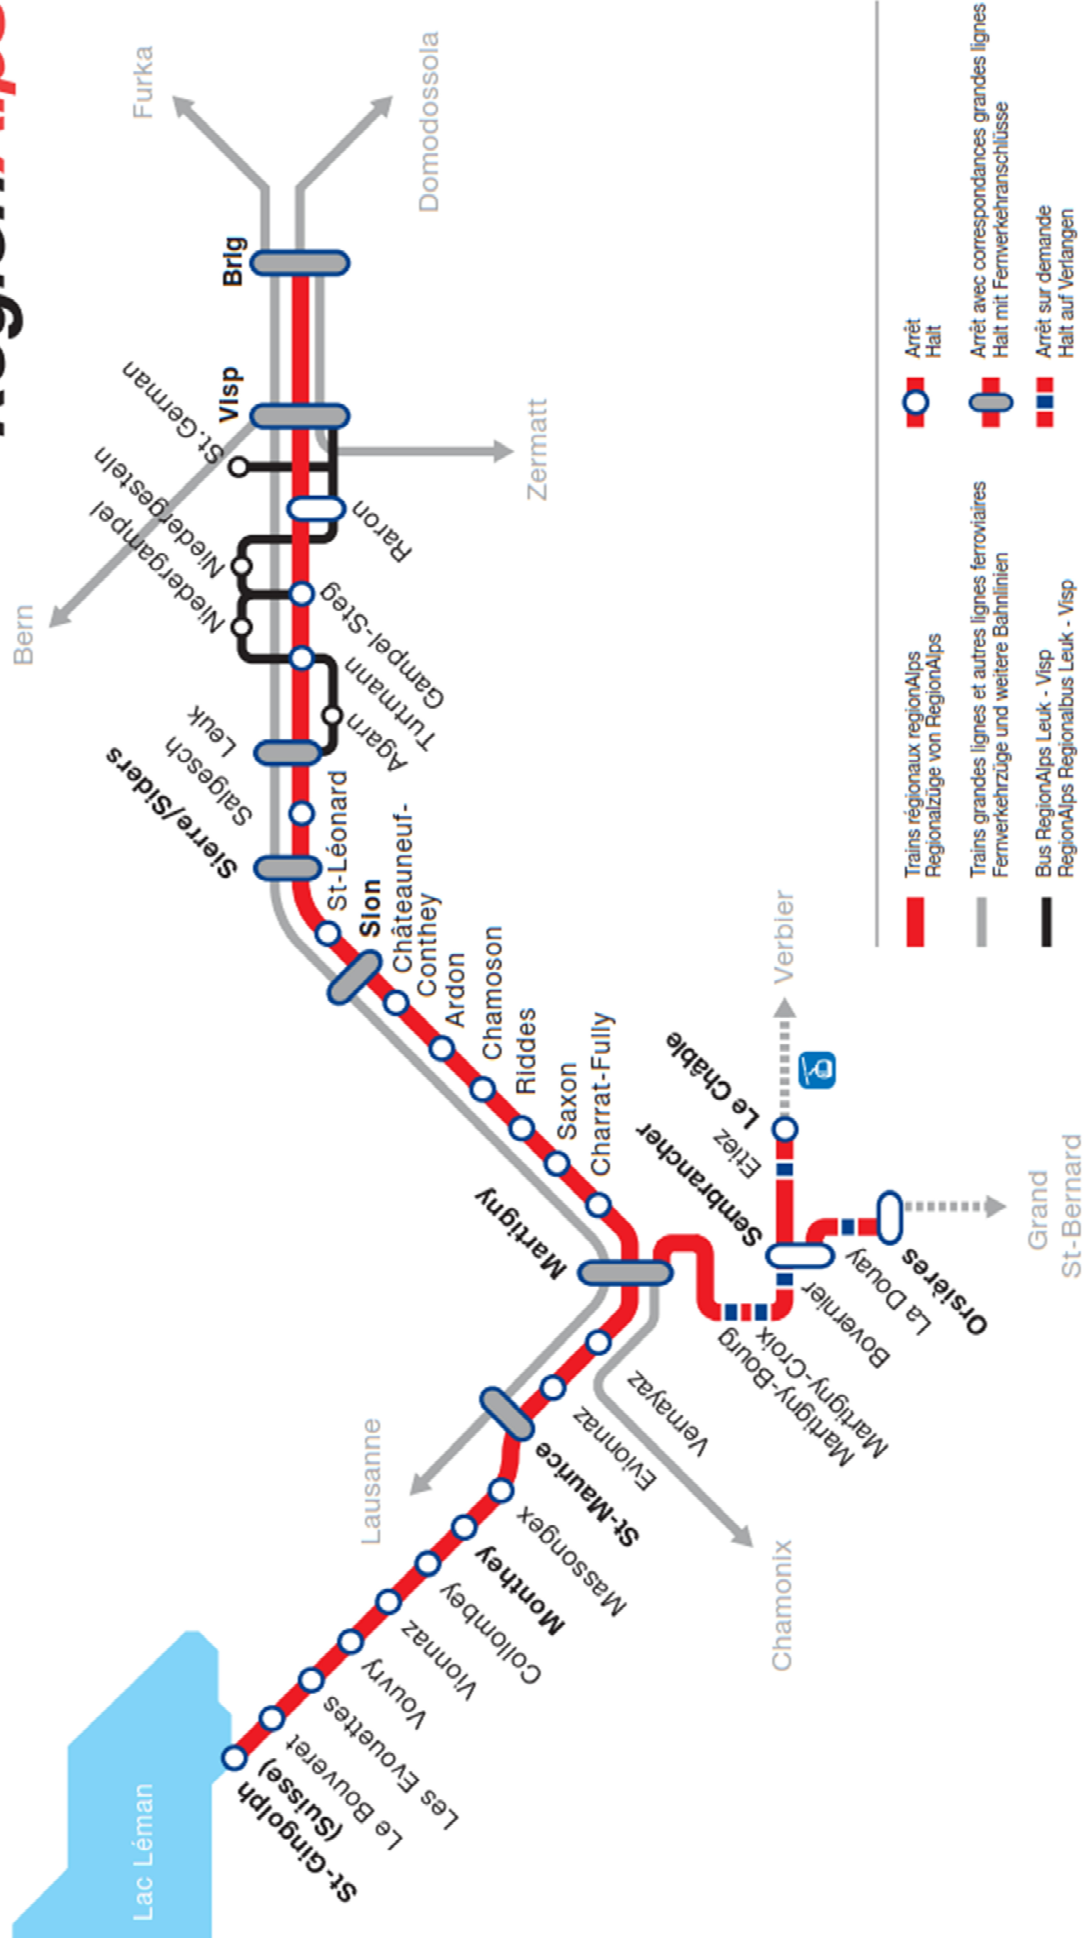 RegionAlps
Furka
Domodossola
Brig
Visp
St.German
Niedergestein
Niedergampel
Bern
Zermatt
Raron
Gampel-Steg
Turtmann
Agarn
Leuk
Salgesch
Sierre/Siders
St-Léonard
Sion
Châteauneuf-
Conthey
Ardon
Chamoson
Riddes
Saxon
Charrat-Fully
Martigny
Verbier
Le Châble
Etiez
Sembrancher
Grand
St-Bernard
Orsières
La Douay
Bovernier
Martigny-Croix
Martigny-Bourg
Vernayaz
Evionnaz
St-Maurice
Lausanne
Chamonix
Massongex
Monthey
Collombey
Vionnaz
Vouvry
Les Evouettes
Le Bouveret
St-Gingolph
(Suisse)
Lac Léman
Trains régionaux regionAlps
Regionalzüge von RegionAlps
Trains grandes lignes et autres lignes ferroviaires
Fernverkehrzüge und weitere Bahnlinien
Bus RegionAlps Leuk - Visp
RegionAlps Regionalbus Leuk - Visp
Arrêt
Halt
Arrêt avec correspondances grandes lignes
Halt mit Fernverkehranschlüsse
Arrêt sur demande
Halt auf Verlangen